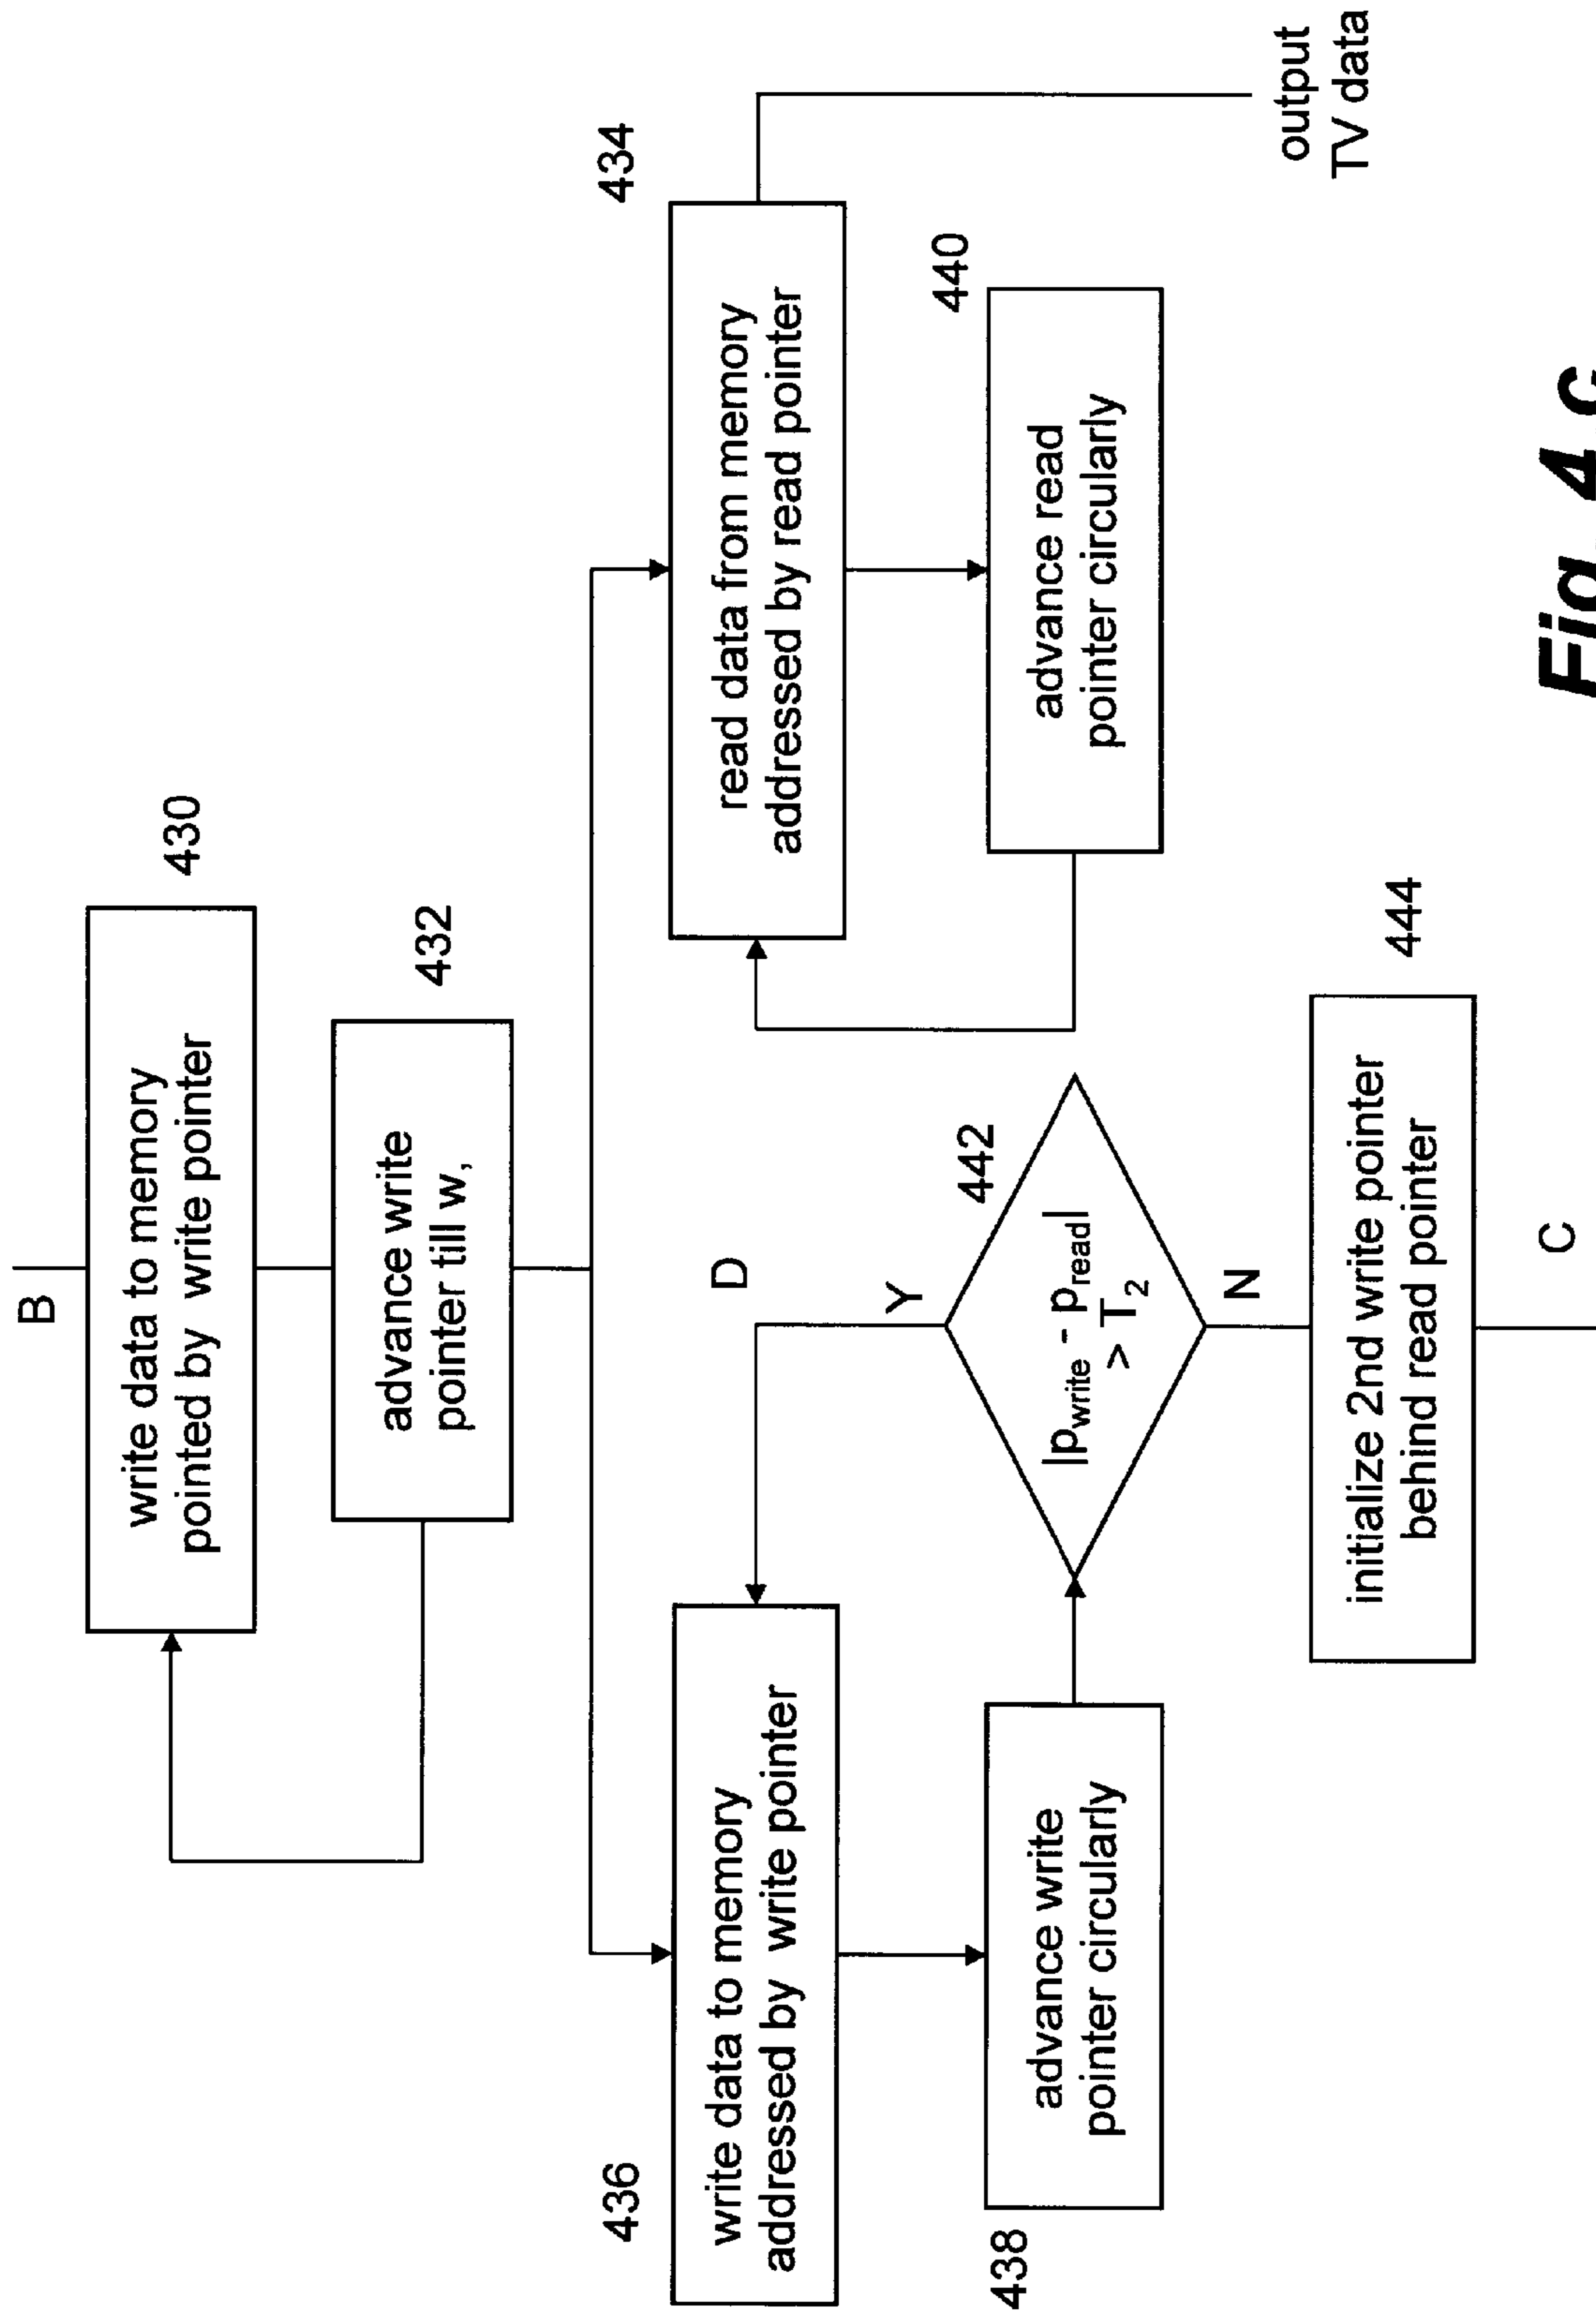 B
write data to memory
pointed by write pointer
430
advance write
pointer till w,
432
436
write data to memory
addressed by write pointer
D
read data from memory
addressed by read pointer
434
438
advance write
pointer circularly
|pwrite - pread|
> T2
442
Y
N
advance read
pointer circularly
440
output
TV data
initialize 2nd write pointer
behind read pointer
444
C
Fig. 4.c